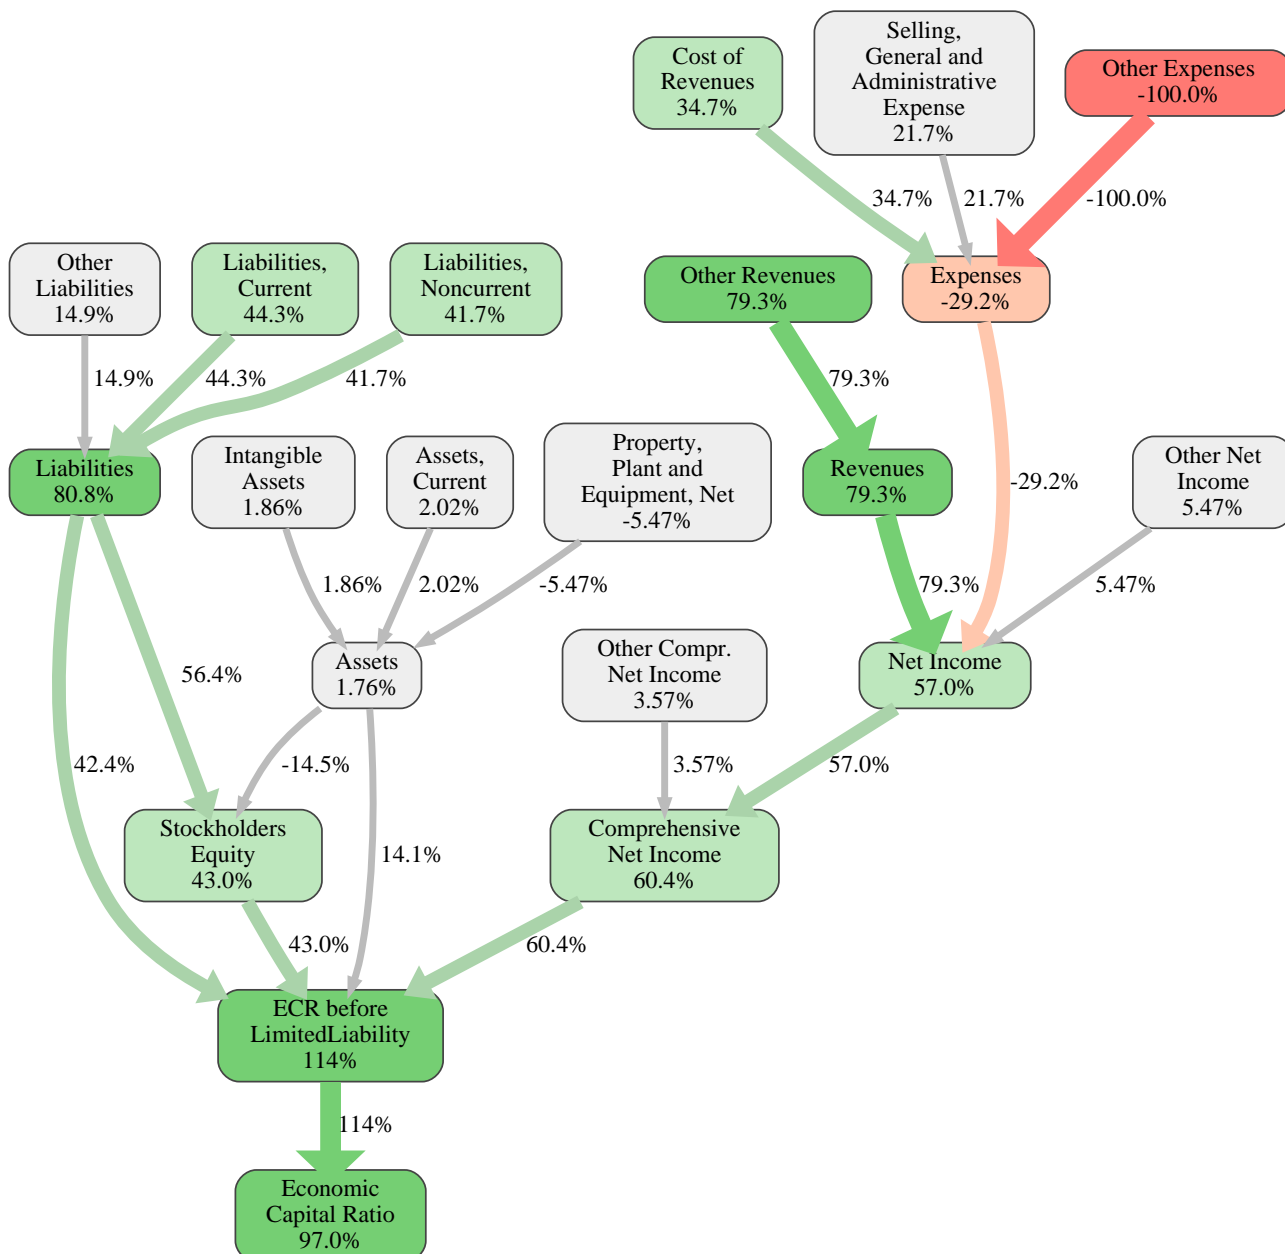 Cost of
Revenues
34.7%
Selling,
General and
Administrative
Expense
21.7%
Other Expenses
-100.0%
34.7%
21.7%
-100.0%
Other
Liabilities
14.9%
Liabilities,
Current
44.3%
Liabilities,
Noncurrent
41.7%
Other Revenues
79.3%
Expenses
-29.2%
14.9%
44.3%
41.7%
79.3%
-29.2%
Liabilities
80.8%
Intangible
Assets
1.86%
Assets,
Current
2.02%
Property,
Plant and
Equipment, Net
-5.47%
Revenues
79.3%
Other Net
Income
5.47%
1.86%
2.02%
-5.47%
79.3%
5.47%
56.4%
Assets
1.76%
Other Compr.
Net Income
3.57%
Net Income
57.0%
42.4%
-14.5%
14.1%
3.57%
57.0%
Stockholders
Equity
43.0%
Comprehensive
Net Income
60.4%
43.0%
60.4%
ECR before
LimitedLiability
114%
114%
Economic
Capital Ratio
97.0%